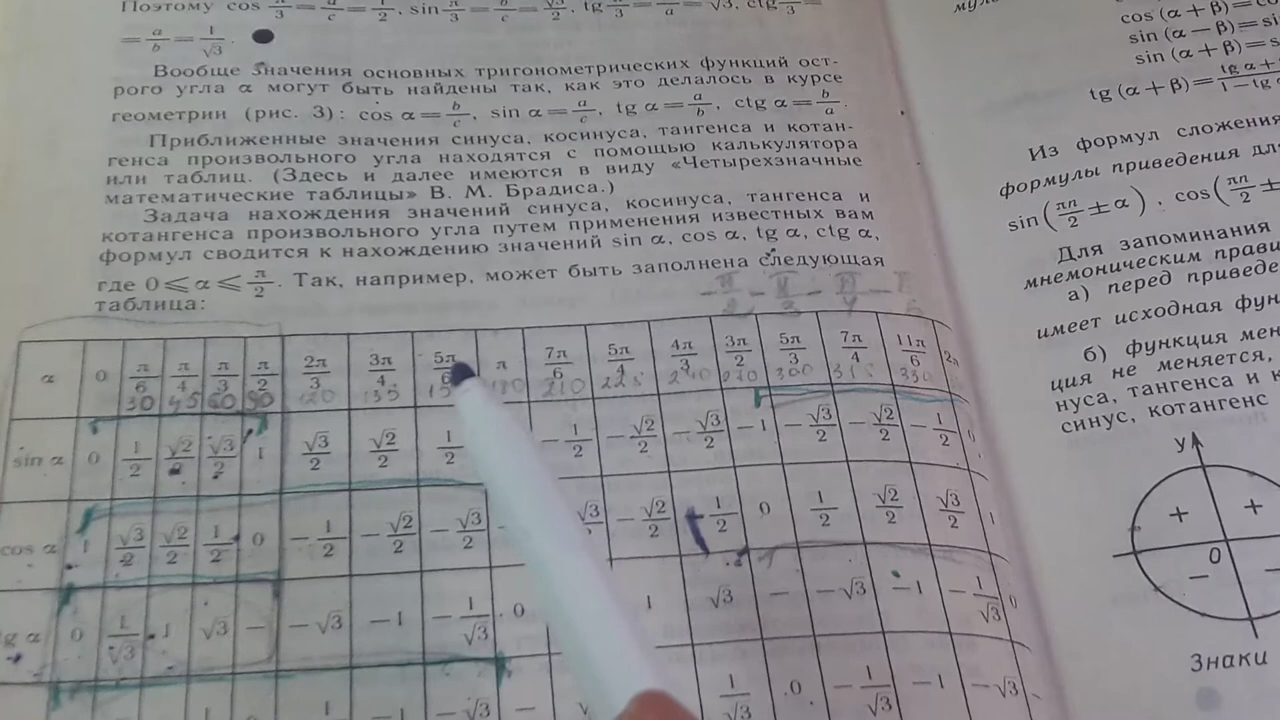 Поэтому cos π/3 = a/c = 1/2, sin π/3 = b/c = √3/2, tg π/3 = b/a = √3, ctg π/3 =
= a/b = 1/√3.
Вообще значения основных тригонометрических функций ост-
рого угла α могут быть найдены так, как это делалось в курсе
геометрии (рис. 3): cos α = b/c, sin α = a/c, tg α = a/b, ctg α = b/a.
Приближенные значения синуса, косинуса, тангенса и котан-
генса произвольного угла находятся с помощью калькулятора
или таблиц. (Здесь и далее имеются в виду «Четырехзначные
математические таблицы» В. М. Брадиса.)
Задача нахождения значений синуса, косинуса, тангенса и
котангенса произвольного угла путем применения известных вам
формул сводится к нахождению значений sin α, cos α, tg α, ctg α,
где 0 ⩽ α ⩽ π/2. Так, например, может быть заполнена следующая
таблица:
α 0 π/6 π/4 π/3 π/2 2π/3 3π/4 5π/6 π 7π/6 5π/4 4π/3 3π/2 5π/3 7π/4 11π/6 2π
30 45 60 90 120 135 210 225 240 270 300 315 330
sin α 0 1/2 √2/2 √3/2 1 √3/2 √2/2 1/2 −1/2 −√2/2 −√3/2 −1 −√3/2 −√2/2 −1/2 0
cos α 1 √3/2 √2/2 1/2 0 −1/2 −√2/2 −√3/2 −√2/2 −1/2 0 1/2 √2/2 √3/2 1
tg α 0 1/√3 1 √3 − −√3 −1 −1/√3 0 1 √3 − −√3 −1 −1/√3 0
−√3 − 1/√3 0 −1/√3 −1 −√3 −
cos (α + β) = co
sin (α − β) = si
sin (α + β) = s
tg (α + β) =
Из формул сложения
формулы приведения дл
sin(πn/2 ± α), cos(πn/2 ±
Для запоминания
мнемоническим прави
а) перед приведе
имеет исходная фун
б) функция
ция не меняется,
нуса, тангенса и к
синус, котангенс
y
+ +
0
− −
Знаки